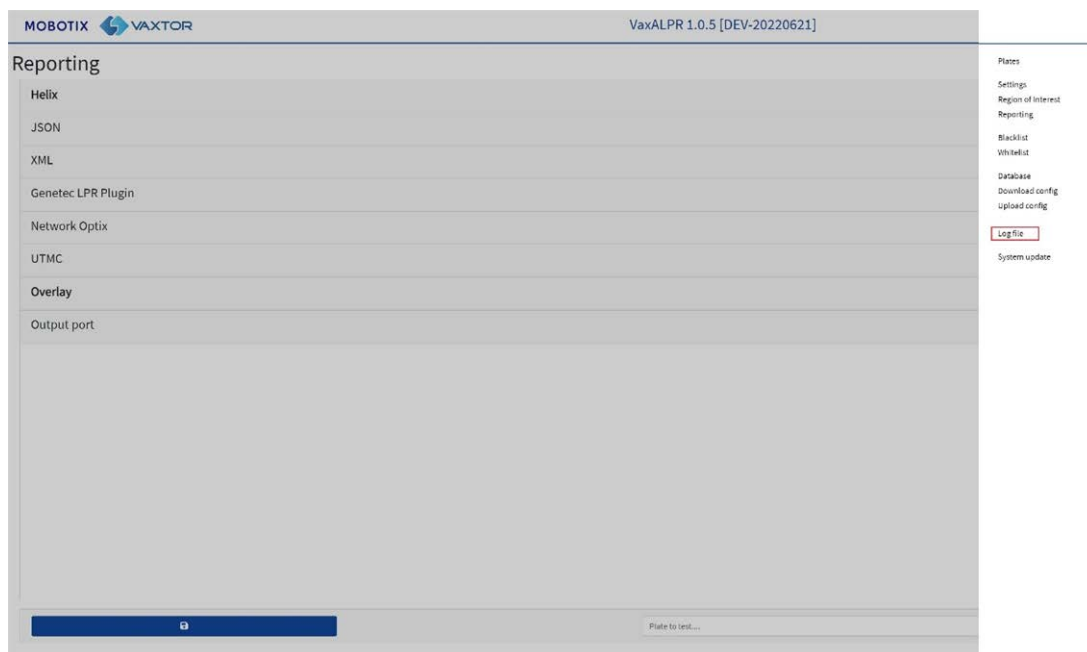 MOBOTIX VAXTOR
VaxALPR 1.0.5 [DEV-20220621]
Reporting
Helix
JSON
XML
Genetec LPR Plugin
Network Optix
UTMC
Overlay
Output port
Plate to test....
Plates
Settings
Region of Interest
Reporting
Blacklist
Whitelist
Database
Download config
Upload config
Log file
System update